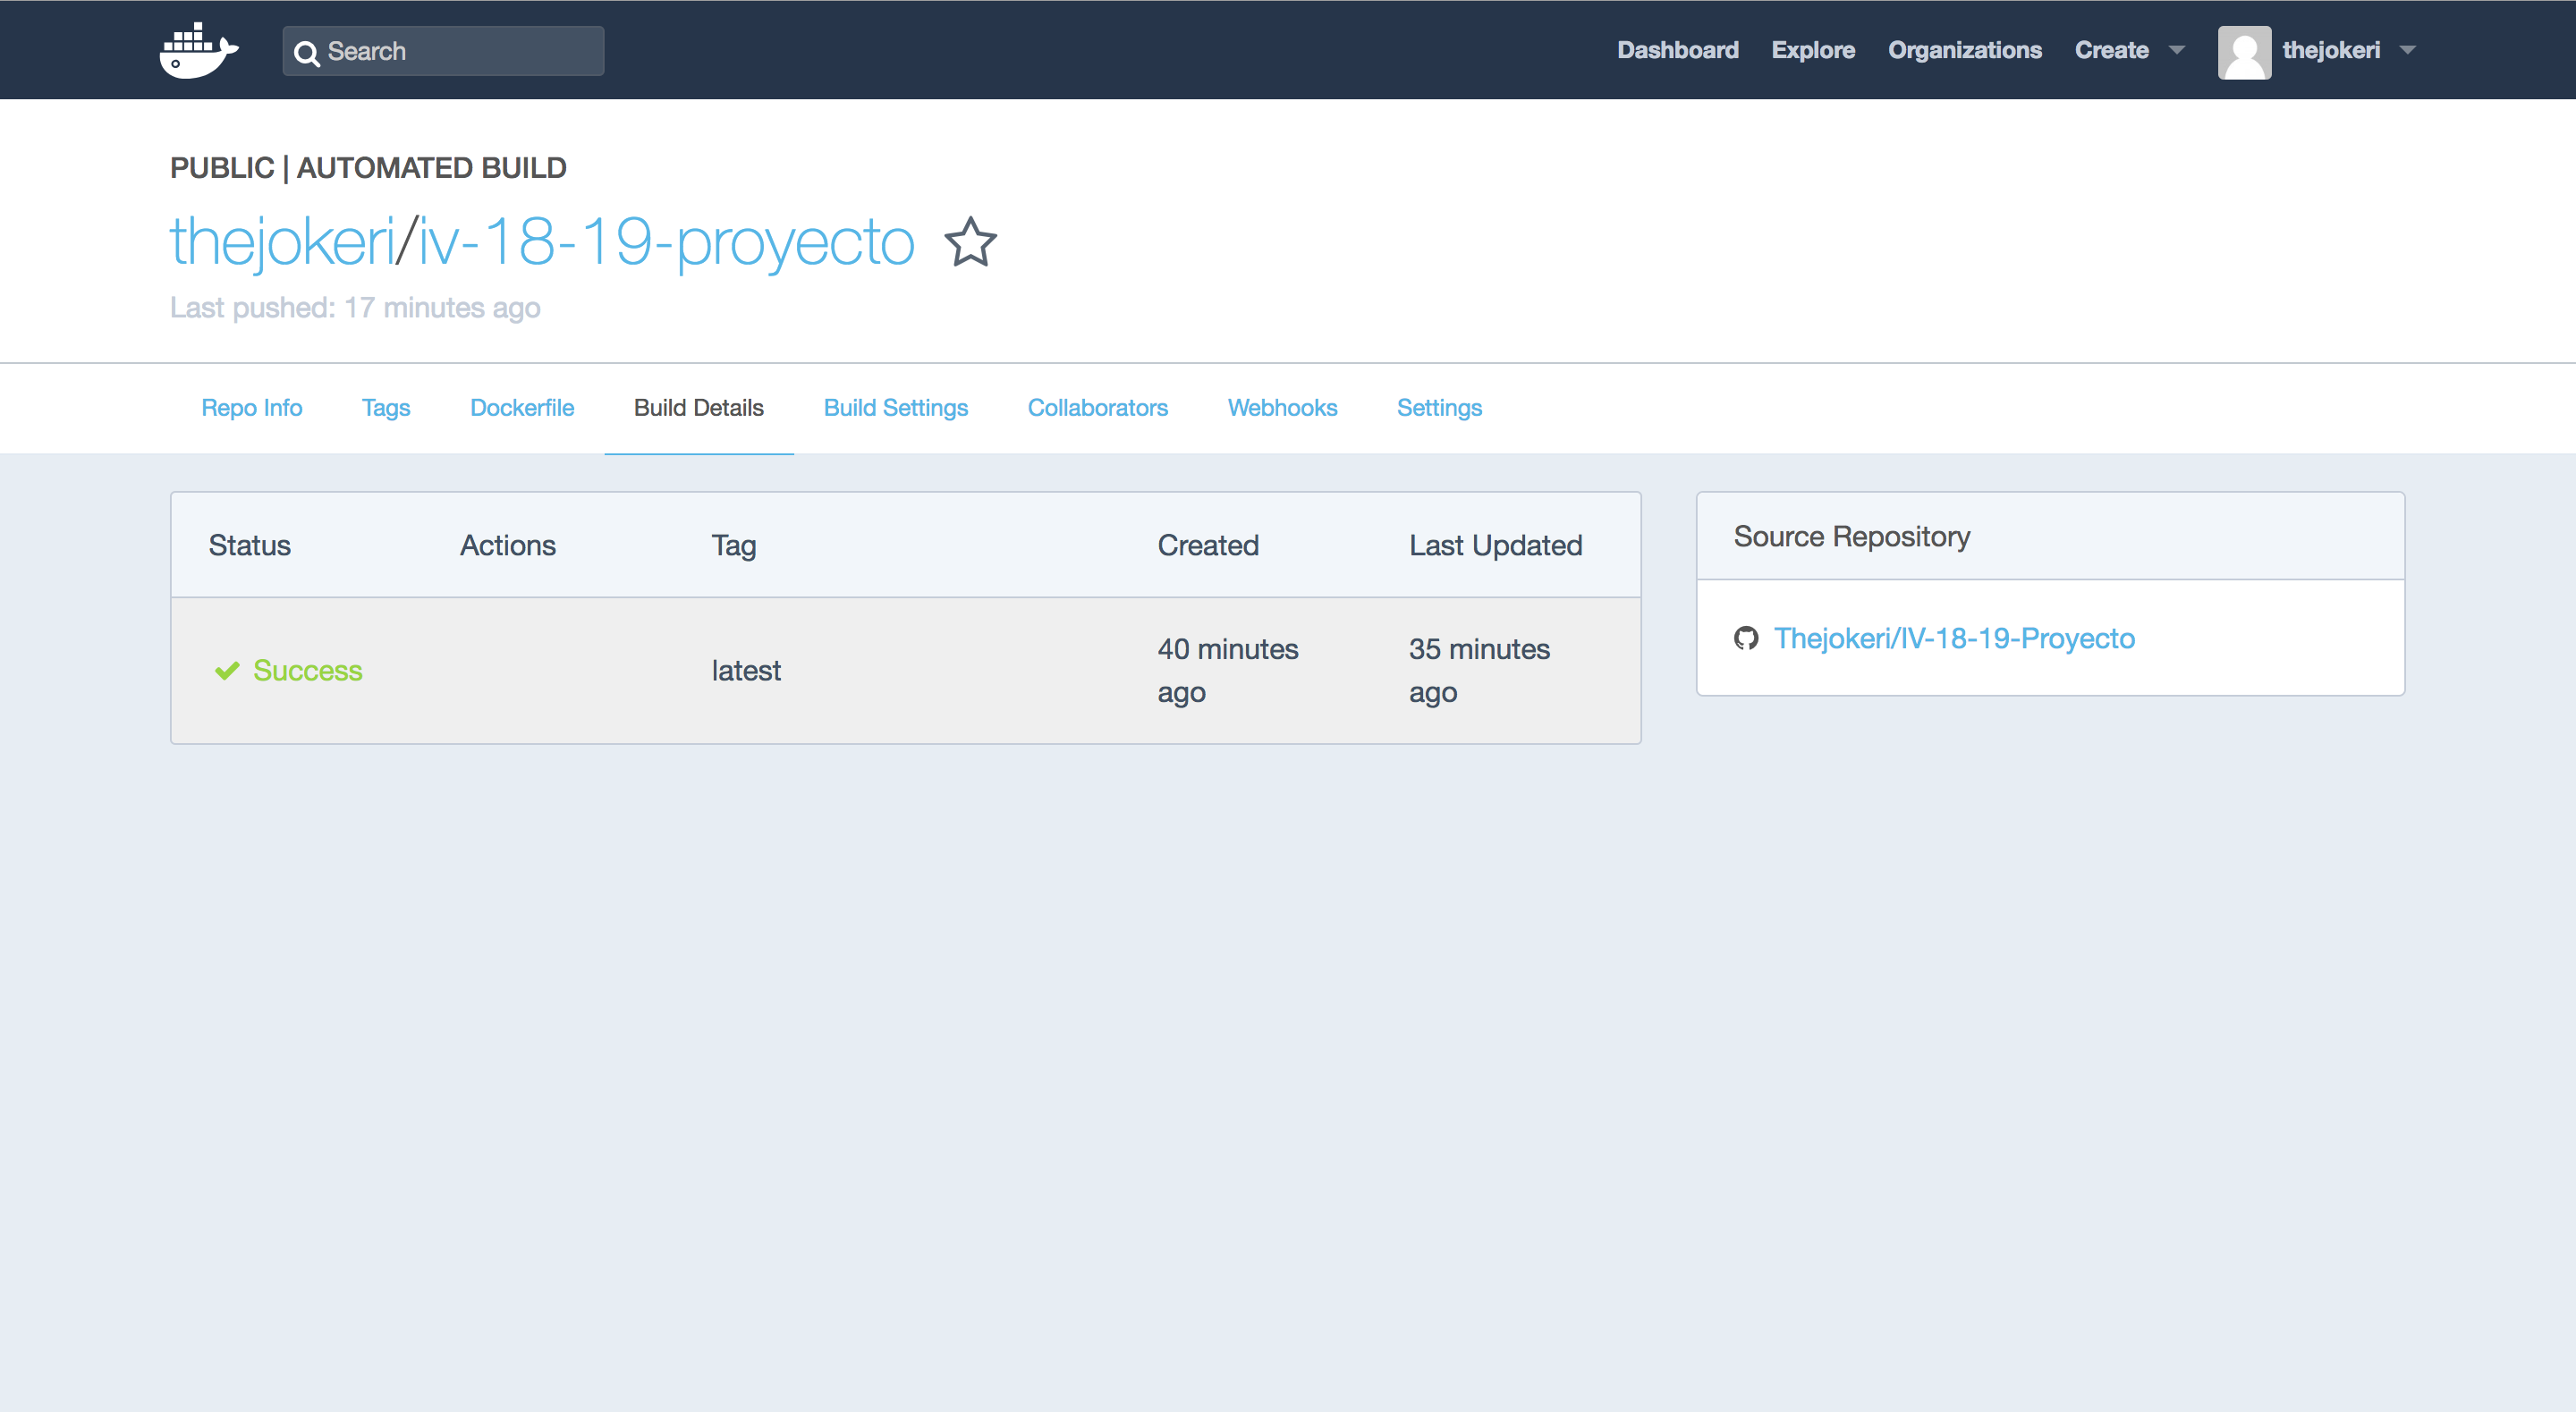 Search
Dashboard Explore Organizations Create thejokeri
PUBLIC | AUTOMATED BUILD
thejokeri/iv-18-19-proyecto
Last pushed: 17 minutes ago
Repo Info Tags Dockerfile Build Details Build Settings Collaborators Webhooks Settings
Status Actions Tag Created Last Updated
Success latest 40 minutes ago 35 minutes ago
Source Repository
Thejokeri/IV-18-19-Proyecto